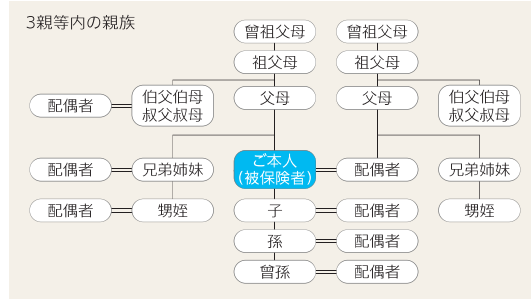 3親等内の親族
曾祖父母
曾祖父母
祖父母
祖父母
配偶者
伯父伯母
叔父叔母
父母
父母
伯父伯母
叔父叔母
配偶者
兄弟姉妹
ご本人
(被保険者)
配偶者
兄弟姉妹
配偶者
甥姪
子
配偶者
甥姪
孫
配偶者
曾孫
配偶者